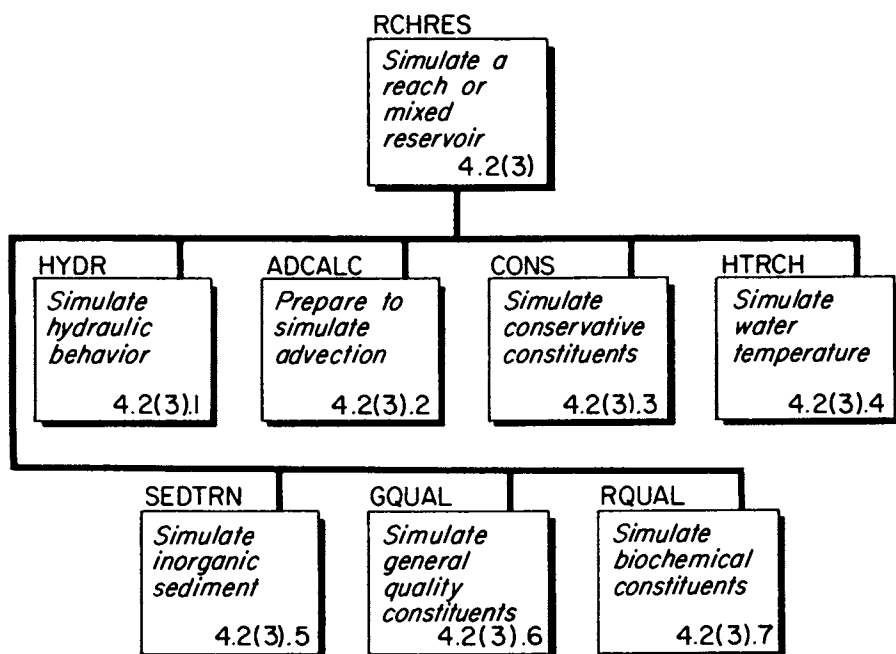 RCHRES
Simulate a
reach or
mixed
reservoir
4.2(3)
HYDR
Simulate
hydraulic
behavior
4.2(3).1
ADCALC
Prepare to
simulate
advection
4.2(3).2
CONS
Simulate
conservative
constituents
4.2(3).3
HTRCH
Simulate
water
temperature
4.2(3).4
SEDTRN
Simulate
inorganic
sediment
4.2(3).5
GQUAL
Simulate
general
quality
constituents
4.2(3).6
RQUAL
Simulate
biochemical
constituents
4.2(3).7